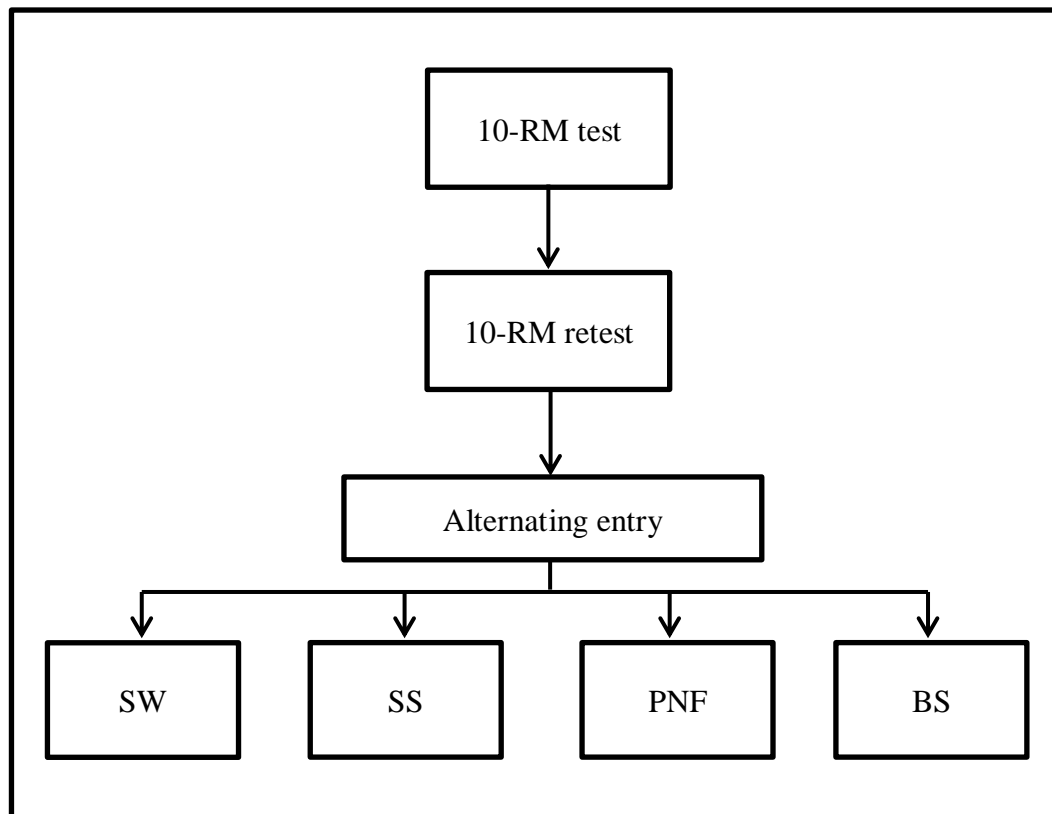 10-RM test
10-RM retest
Alternating entry
SW
SS
PNF
BS